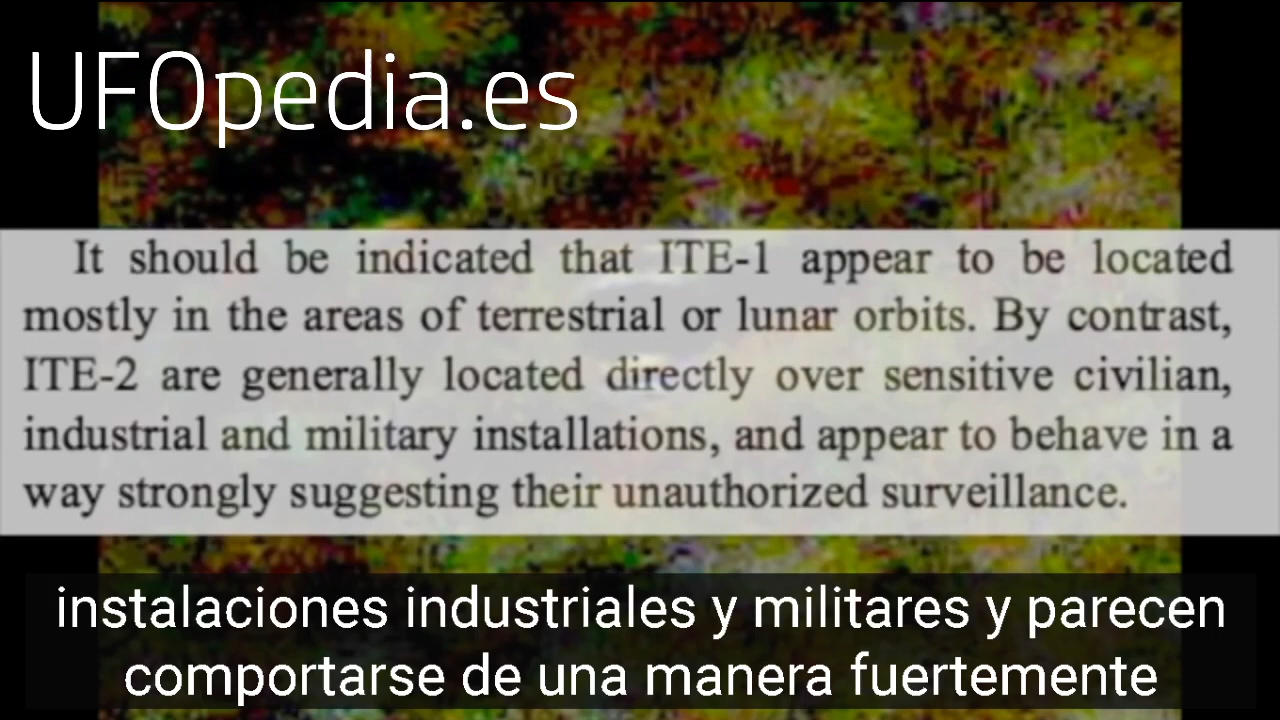 UFOpedia.es
It should be indicated that ITE-1 appear to be located
mostly in the areas of terrestrial or lunar orbits. By contrast,
ITE-2 are generally located directly over sensitive civilian,
industrial and military installations, and appear to behave in a
way strongly suggesting their unauthorized surveillance.
instalaciones industriales y militares y parecen
comportarse de una manera fuertemente